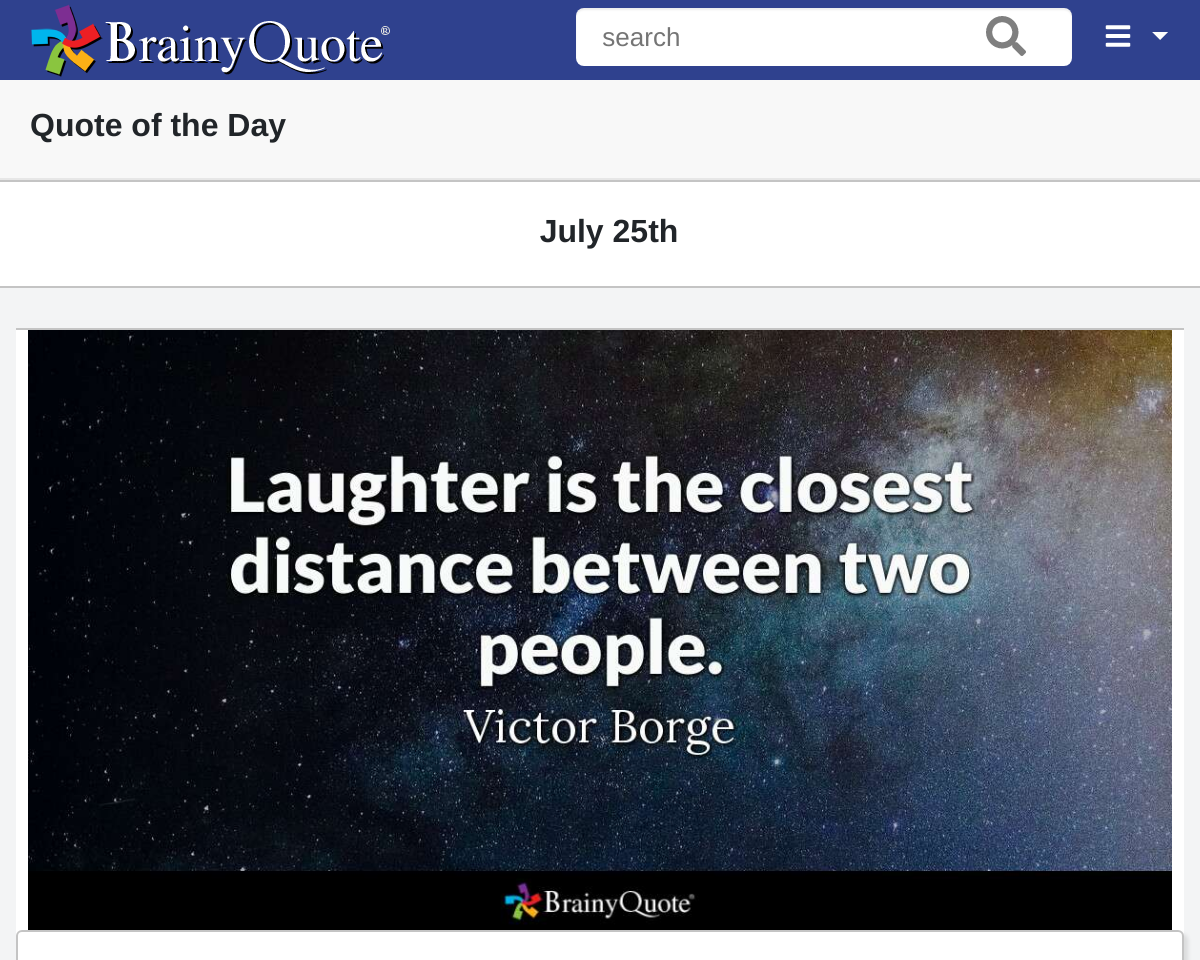 BrainyQuote®
search
Quote of the Day
July 25th
Laughter is the closest
distance between two
people.
Victor Borge
BrainyQuote®